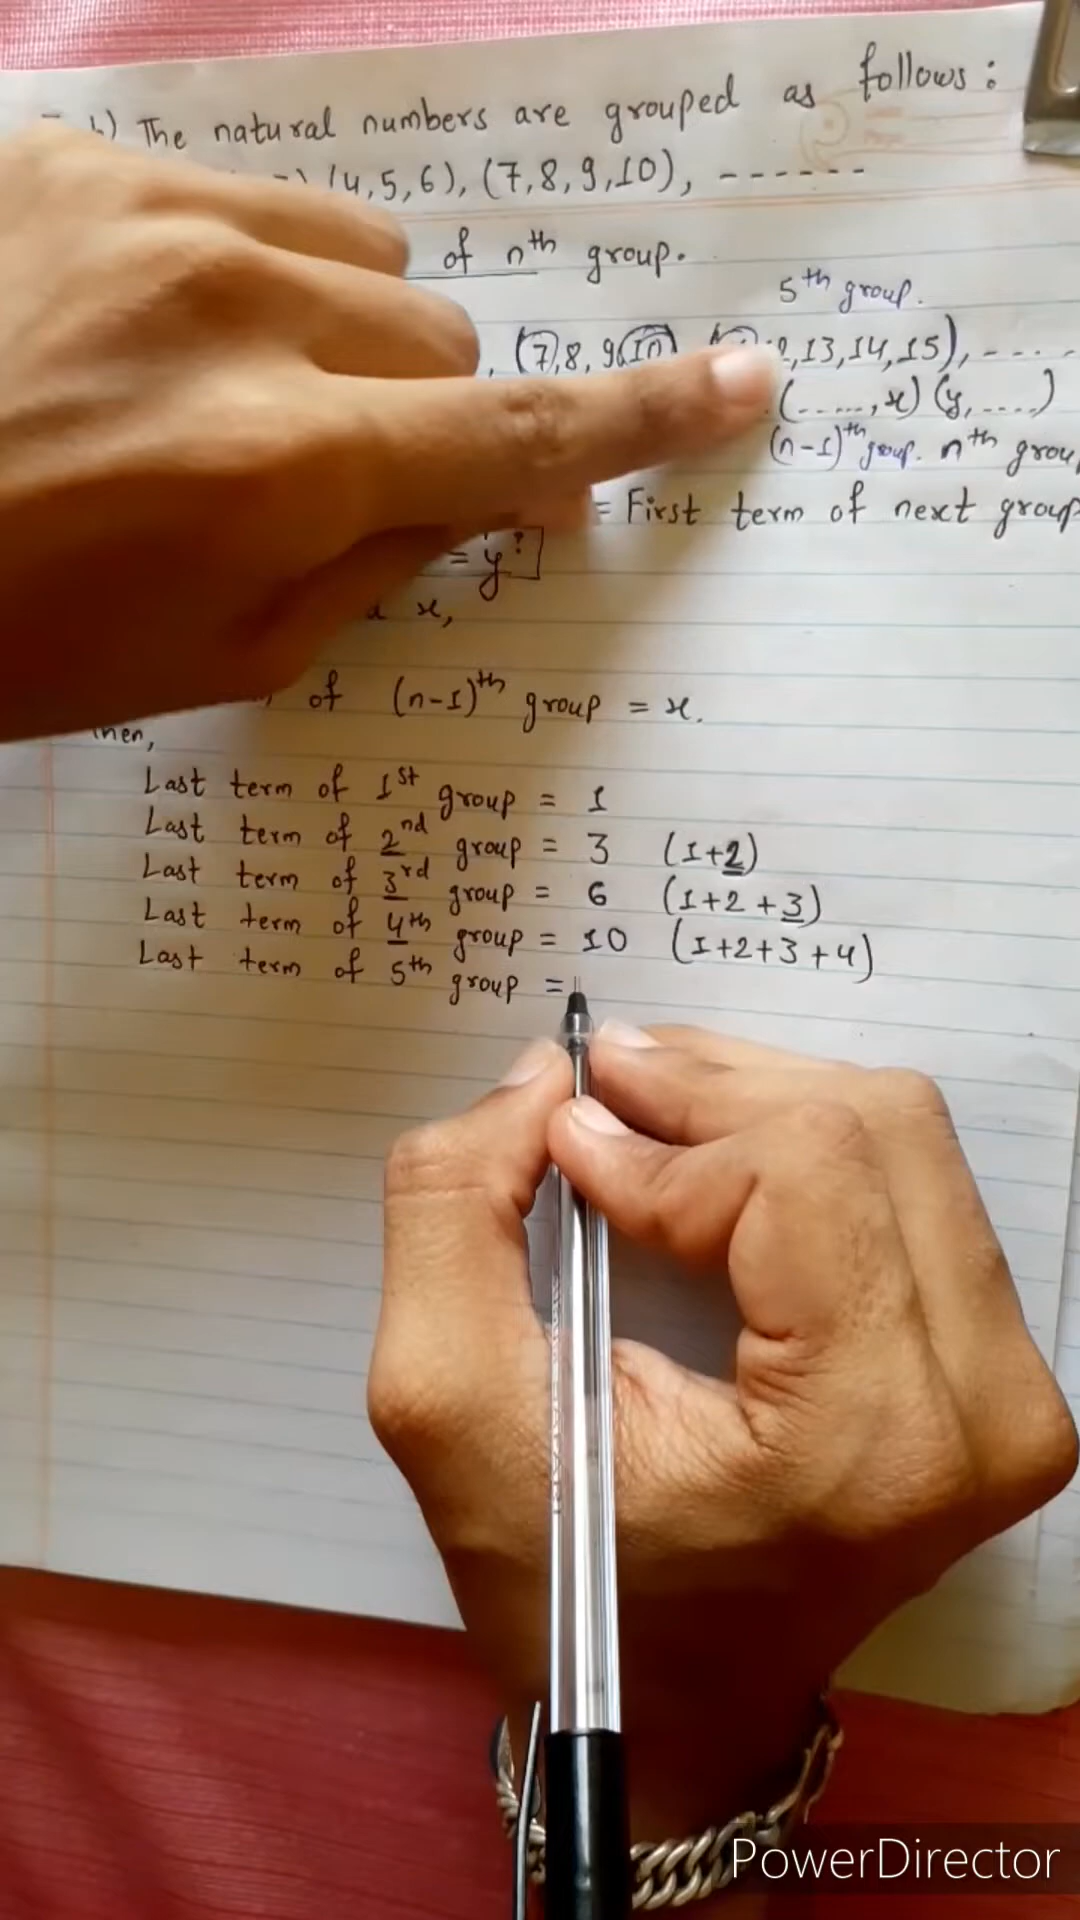 b) The natural numbers are grouped as follows:
(4,5,6), (7,8,9,10), ------
of nth group.
5th group.
, (7,8,9,10), 2,13,14,15), -----
(.....,x) (y,....)
(n-1)th group. nth grou
= First term of next group
= y?
x,
of (n-1)th group = x.
then,
Last term of 1st group = 1
Last term of 2nd group = 3 (1+2)
Last term of 3rd group = 6 (1+2+3)
Last term of 4th group = 10 (1+2+3+4)
Last term of 5th group =
PowerDirector